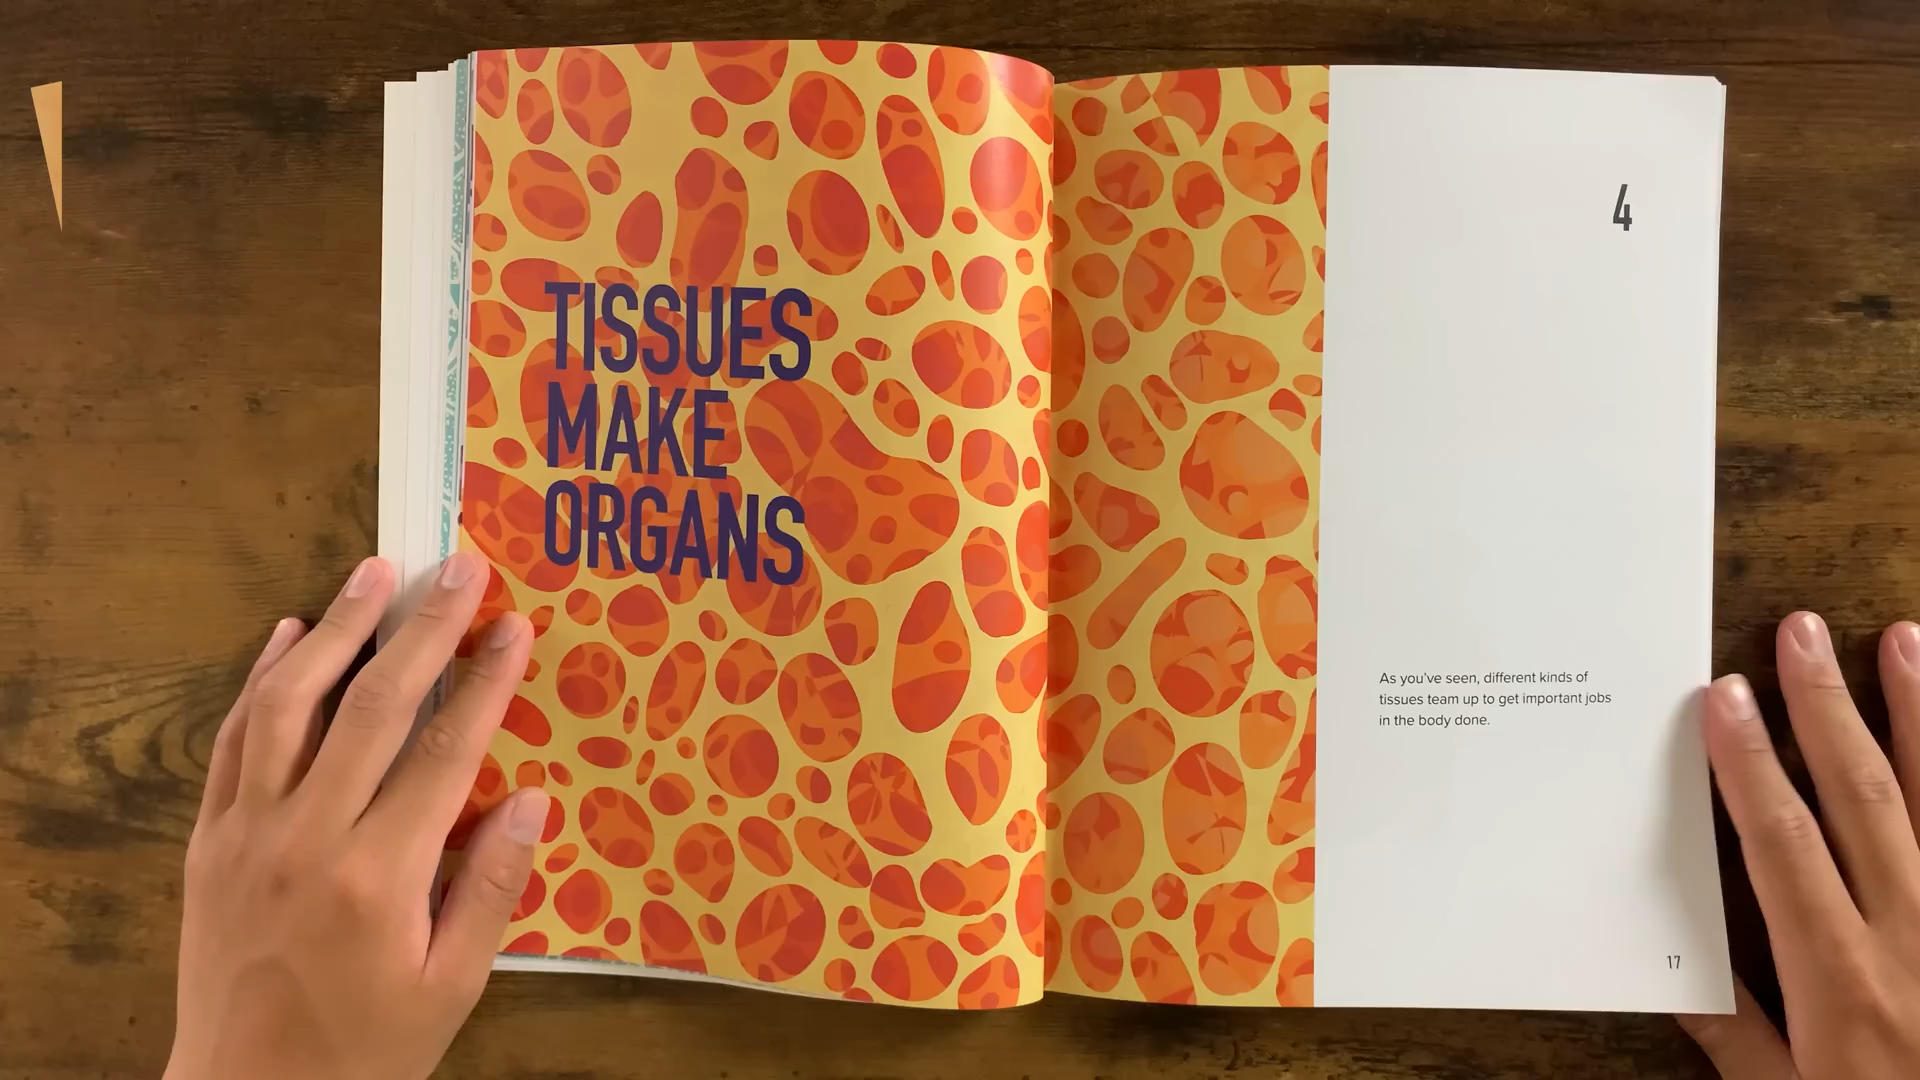 TISSUES
MAKE
ORGANS
4
As you've seen, different kinds of
tissues team up to get important jobs
in the body done.
17